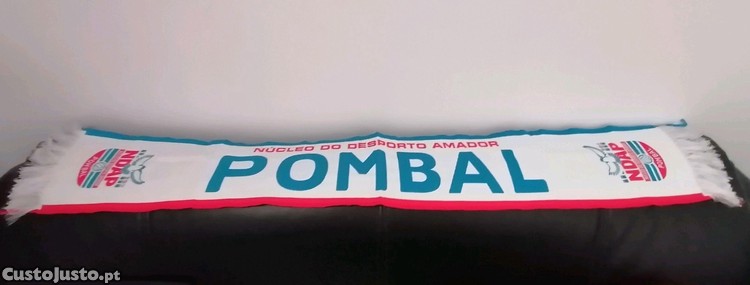 NÚCLEO DO DESPORTO AMADOR
POMBAL
NDAP
NDAP
CustoJusto.pt